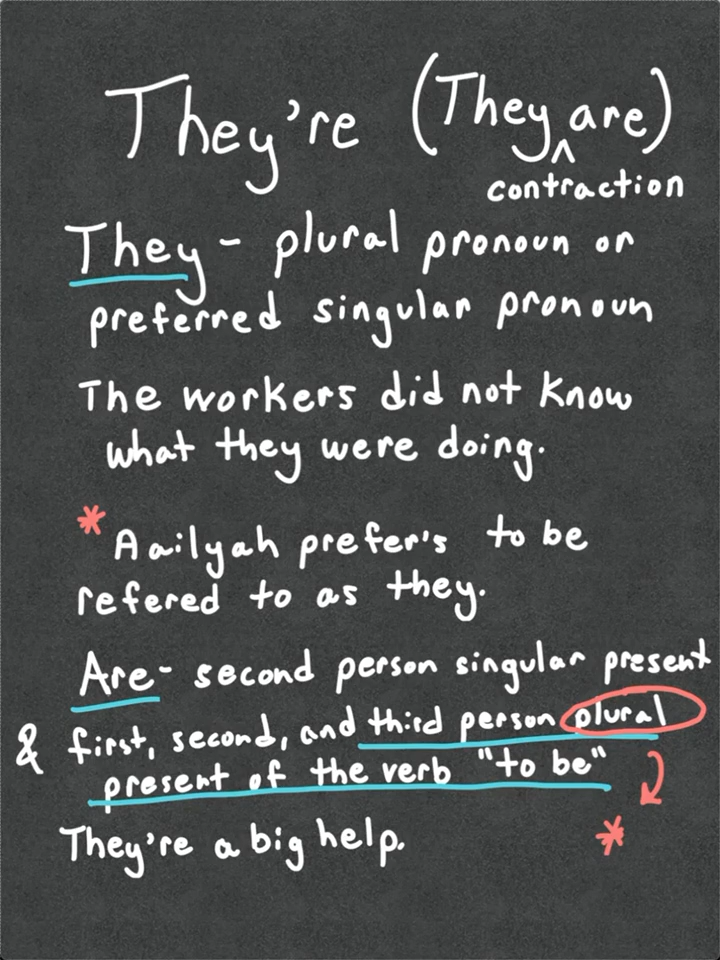 They're (They are)
contraction
They - plural pronoun or
preferred singular pronoun
The workers did not know
what they were doing.
* Aailyah prefer's to be
refered to as they.
Are - second person singular present
& first, second, and third person plural
present of the verb "to be"
They're a big help. *